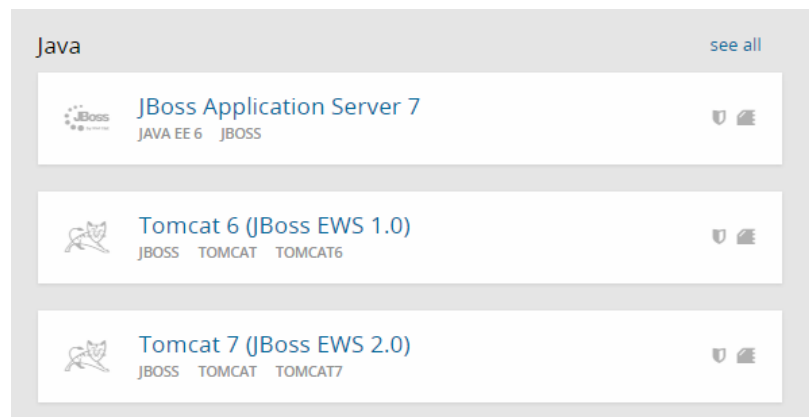 Java see all
JBoss
JBoss Application Server 7
JAVA EE 6 JBOSS
Tomcat 6 (JBoss EWS 1.0)
JBOSS TOMCAT TOMCAT6
Tomcat 7 (JBoss EWS 2.0)
JBOSS TOMCAT TOMCAT7